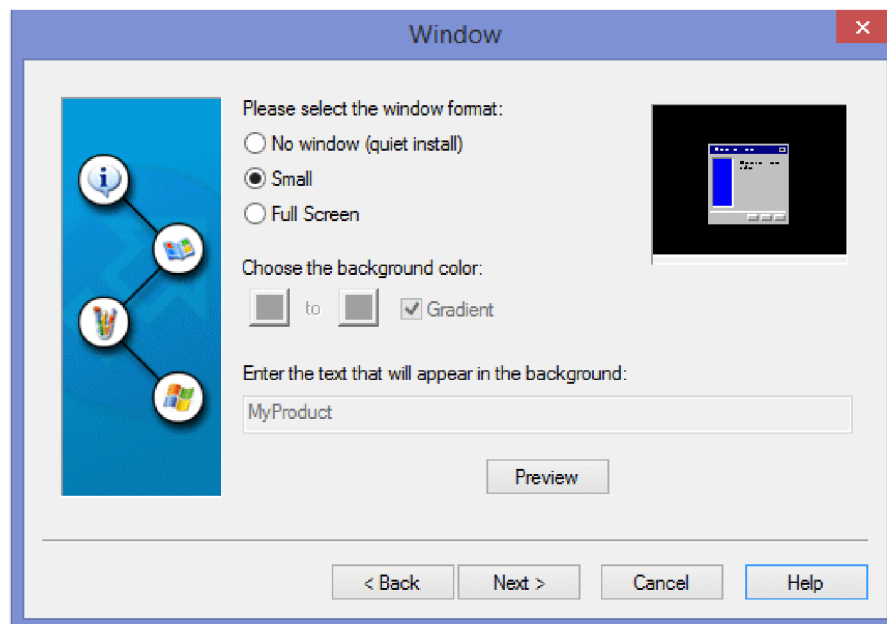 Window
Please select the window format:
No window (quiet install)
Small
Full Screen
Choose the background color:
to
Gradient
Enter the text that will appear in the background:
MyProduct
Preview
< Back
Next >
Cancel
Help